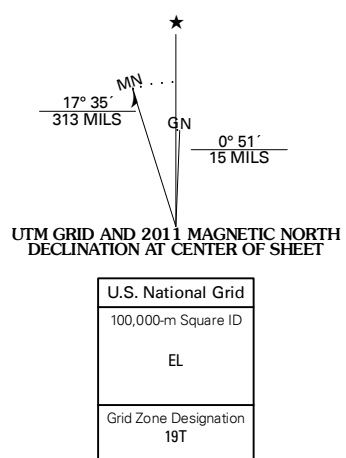 MN
17° 35´
313 MILS
GN
0° 51´
15 MILS
UTM GRID AND 2011 MAGNETIC NORTH
DECLINATION AT CENTER OF SHEET
U.S. National Grid
100,000-m Square ID
EL
Grid Zone Designation
19T